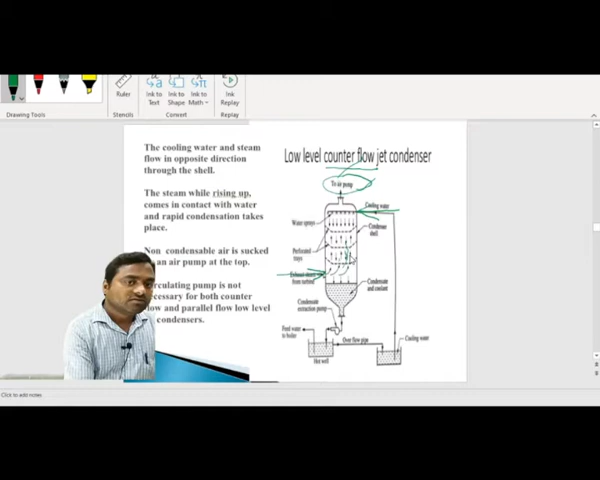 Ruler
Ink to Text
Ink to Shape
Ink to Math
Ink Replay
Drawing Tools
Stencils
Convert
Replay
The cooling water and steam
flow in opposite direction
through the shell.
The steam while rising up,
comes in contact with water
and rapid condensation takes
place.
Non condensable air is sucked
an air pump at the top.
irculating pump is not
necessary for both counter
flow and parallel flow low level
condensers.
Low level counter flow jet condenser
To air pump
Cooling water
Water sprays
Condenser
shell
Perforated
trays
Exhaust steam
from turbine
Condensate
and coolant
Condensate
extraction pump
Feed water
to boiler
Over flow pipe
Cooling water
Hot well
Click to add notes